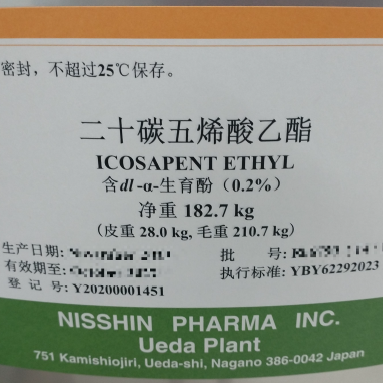 密封，不超过25℃保存。
二十碳五烯酸乙酯
ICOSAPENT ETHYL
含dl-α-生育酚（0.2%）
净重 182.7 kg
（皮重 28.0 kg, 毛重 210.7 kg）
生产日期: 批 号:
有效期至: 执行标准: YBY62292023
登 记 号: Y20200001451
NISSHIN PHARMA INC.
Ueda Plant
751 Kamishiojiri, Ueda-shi, Nagano 386-0042 Japan